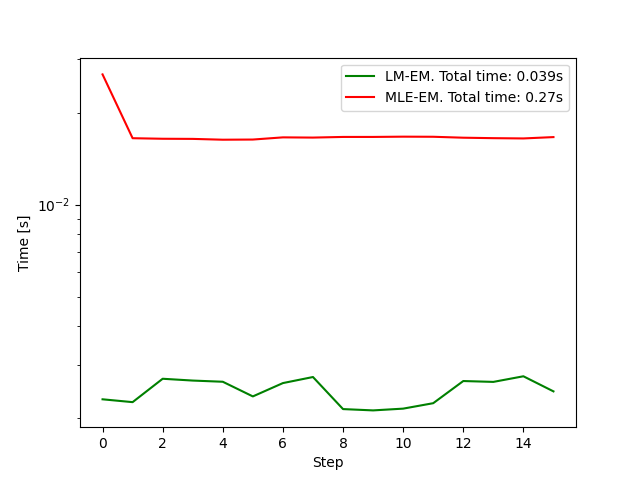 LM-EM. Total time: 0.039s
MLE-EM. Total time: 0.27s
10⁻²
Time [s]
0 2 4 6 8 10 12 14
Step